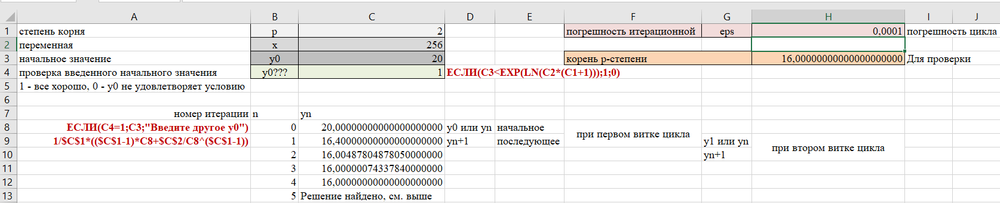 A B C D E F G H I J
1 степень корня p 2 погрешность итерационной eps 0,0001 погрешность цикла
2 переменная x 256
3 начальное значение y0 20 корень p-степени 16,00000000000000000000 Для проверки
4 проверка введенного начального значения y0??? 1 ЕСЛИ(C3<EXP(LN(C2*(C1+1)));1;0)
5 1 - все хорошо, 0 - y0 не удовлетворяет условию
6
7 номер итерации n yn
8 ЕСЛИ(C4=1;C3;"Введите другое y0") 0 20,00000000000000000000 y0 или yn начальное
при первом витке цикла
9 1/$C$1*(($C$1-1)*C8+$C$2/C8^($C$1-1)) 1 16,40000000000000000000 yn+1 последующее y1 или yn
при втором витке цикла
10 2 16,00487804878050000000 yn+1
11 3 16,00000074337840000000
12 4 16,00000000000000000000
13 5 Решение найдено, см. выше